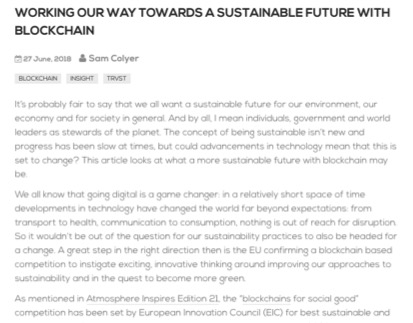 WORKING OUR WAY TOWARDS A SUSTAINABLE FUTURE WITH
BLOCKCHAIN
27 June, 2018 Sam Colyer
BLOCKCHAIN INSIGHT TRVST
It's probably fair to say that we all want a sustainable future for our environment, our
economy and for society in general. And by all, I mean individuals, government and world
leaders as stewards of the planet. The concept of being sustainable isn't new and
progress has been slow at times, but could advancements in technology mean that this is
set to change? This article looks at what a more sustainable future with blockchain may
be.
We all know that going digital is a game changer: in a relatively short space of time
developments in technology have changed the world far beyond expectations: from
transport to health, communication to consumption, nothing is out of reach for disruption.
So it wouldn't be out of the question for our sustainability practices to also be headed for
a change. A great step in the right direction then is the EU confirming a blockchain based
competition to instigate exciting, innovative thinking around improving our approaches to
sustainability and in the quest to become more green.
As mentioned in Atmosphere Inspires Edition 21, the "blockchains for social good"
competition has been set by European Innovation Council (EIC) for best sustainable and